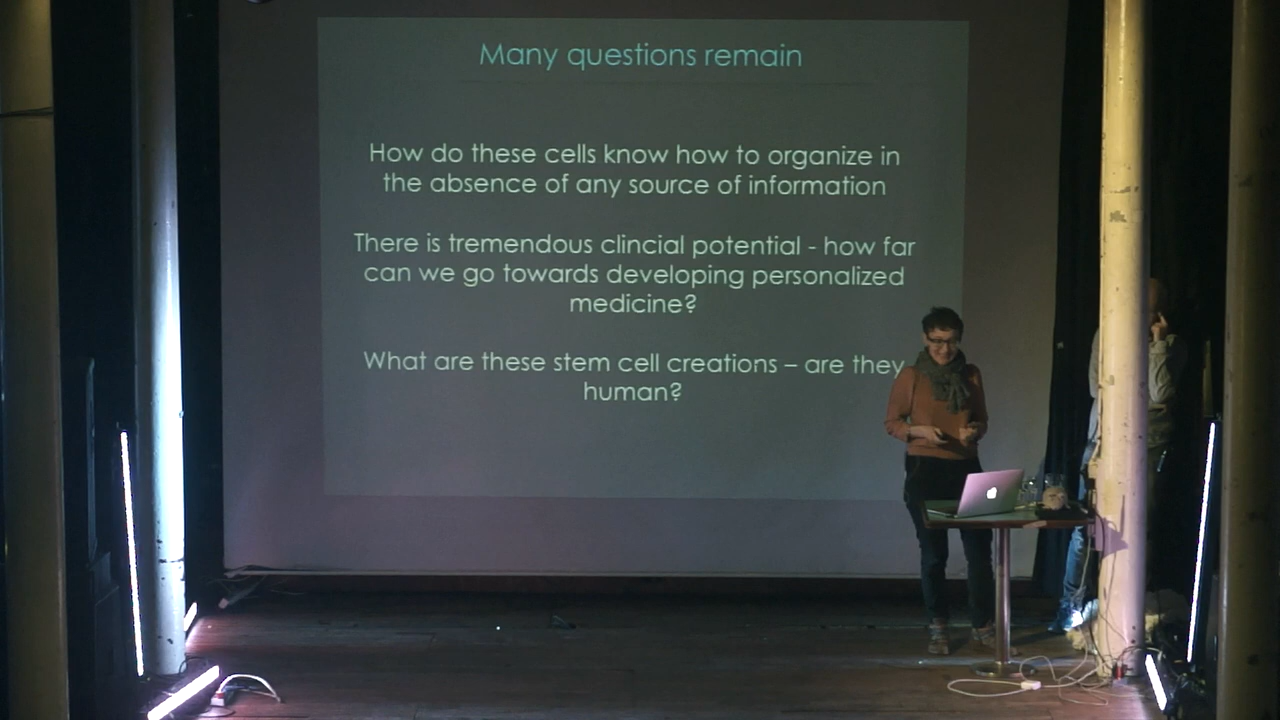 Many questions remain
How do these cells know how to organize in
the absence of any source of information
There is tremendous clincial potential - how far
can we go towards developing personalized
medicine?
What are these stem cell creations – are they
human?